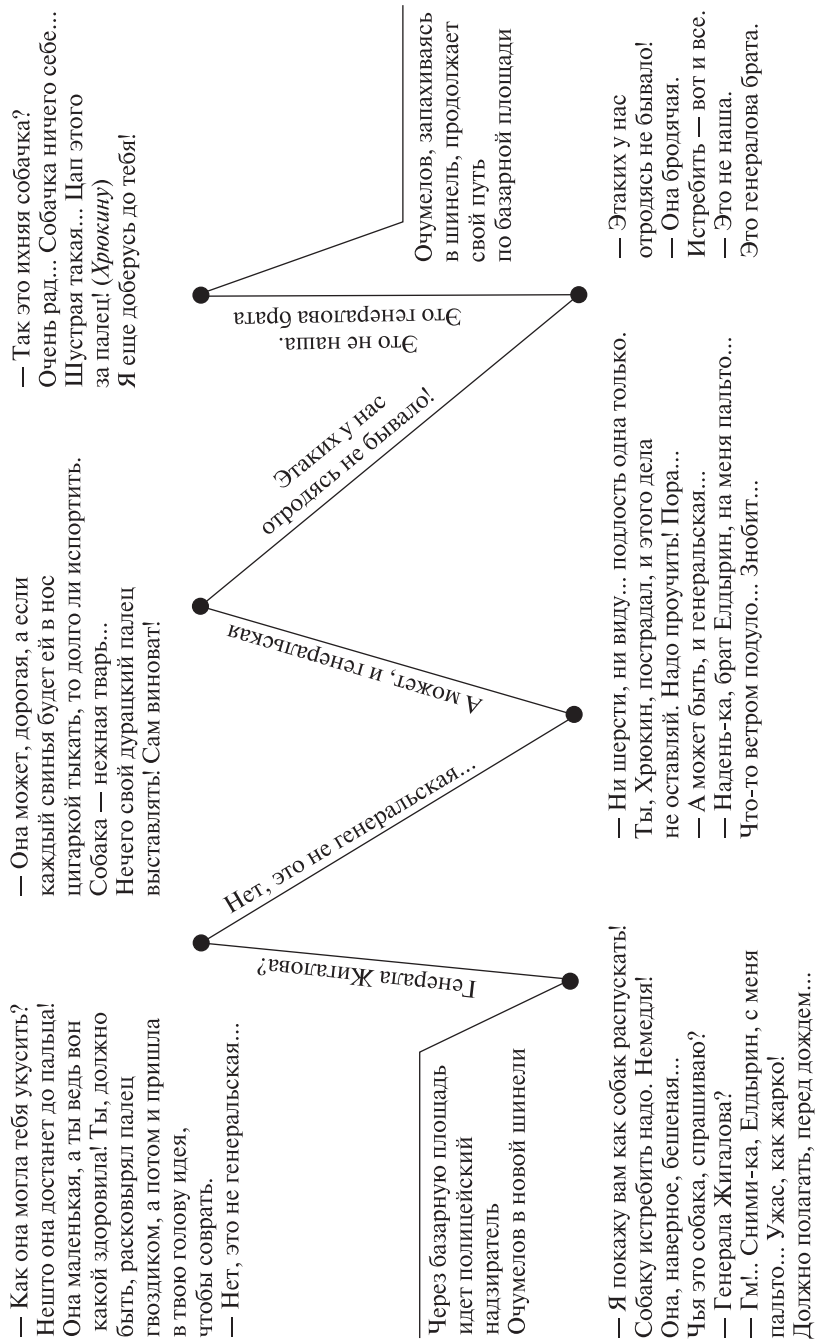 — Как она могла тебя укусить?
Нешто она достанет до пальца!
Она маленькая, а ты ведь вон
какой здоровила! Ты, должно
быть, расковырял палец
гвоздиком, а потом и пришла
в твою голову идея,
чтобы соврать.
— Нет, это не генеральская...
— Она может, дорогая, а если
каждый свинья будет ей в нос
цигаркой тыкать, то долго ли испортить.
Собака — нежная тварь...
Нечего свой дурацкий палец
выставлять! Сам виноват!
— Так это ихняя собачка?
Очень рад... Собачка ничего себе...
Шустрая такая... Цап этого
за палец! (Хрюкину)
Я еще доберусь до тебя!
Через базарную площадь
идет полицейский
надзиратель
Очумелов в новой шинели
Генерала Жигалова?
Нет, это не генеральская...
А может, и генеральская
Этаких у нас
отродясь не бывало!
Это не наша.
Это генералова брата
Очумелов, запахиваясь
в шинель, продолжает
свой путь
по базарной площади
— Я покажу вам как собак распускать!
Собаку истребить надо. Немедля!
Она, наверное, бешеная...
Чья это собака, спрашиваю?
— Генерала Жигалова?
— Гм!.. Сними-ка, Елдырин, с меня
пальто... Ужас, как жарко!
Должно полагать, перед дождем...
— Ни шерсти, ни виду... подлость одна только.
Ты, Хрюкин, пострадал, и этого дела
не оставляй. Надо проучить! Пора...
— А может быть, и генеральская...
— Надень-ка, брат Елдырин, на меня пальто...
Что-то ветром подуло... Знобит...
— Этаких у нас
отродясь не бывало!
— Она бродячая.
Истребить — вот и все.
— Это не наша.
Это генералова брата.